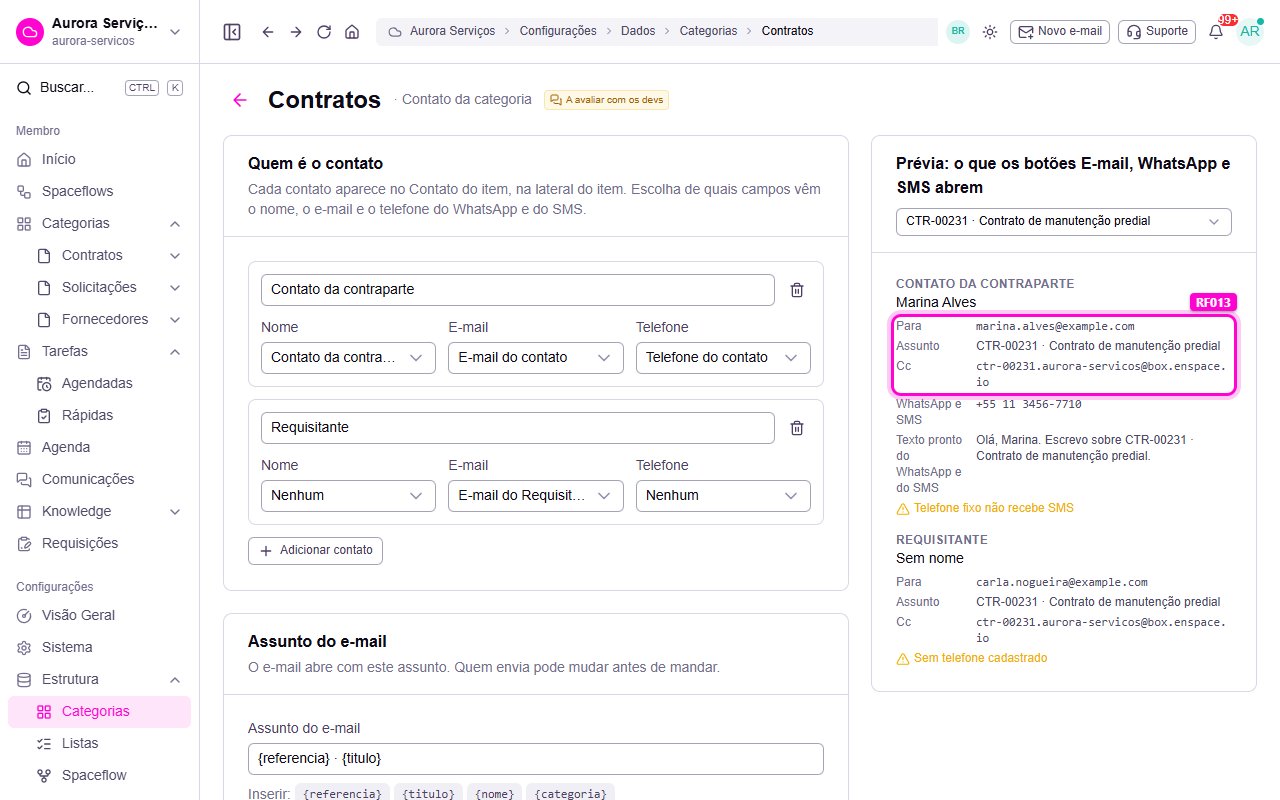 Aurora Serviç...
aurora-servicos
Aurora Serviços > Configurações > Dados > Categorias > Contratos
BR
Novo e-mail
Suporte
99+
AR
Buscar...
CTRL
K
Membro
Início
Spaceflows
Categorias
Contratos
Solicitações
Fornecedores
Tarefas
Agendadas
Rápidas
Agenda
Comunicações
Knowledge
Requisições
Configurações
Visão Geral
Sistema
Estrutura
Categorias
Listas
Spaceflow
Contratos · Contato da categoria
A avaliar com os devs
Quem é o contato
Cada contato aparece no Contato do item, na lateral do item. Escolha de quais campos vêm
o nome, o e-mail e o telefone do WhatsApp e do SMS.
Contato da contraparte
Nome E-mail Telefone
Contato da contra... E-mail do contato Telefone do contato
Requisitante
Nome E-mail Telefone
Nenhum E-mail do Requisit... Nenhum
Adicionar contato
Assunto do e-mail
O e-mail abre com este assunto. Quem envia pode mudar antes de mandar.
Assunto do e-mail
{referencia} · {titulo}
Inserir: {referencia} {titulo} {nome} {categoria}
Prévia: o que os botões E-mail, WhatsApp e
SMS abrem
CTR-00231 · Contrato de manutenção predial
CONTATO DA CONTRAPARTE
Marina Alves
RF013
Para marina.alves@example.com
Assunto CTR-00231 · Contrato de manutenção predial
Cc ctr-00231.aurora-servicos@box.enspace.
io
WhatsApp e +55 11 3456-7710
SMS
Texto pronto Olá, Marina. Escrevo sobre CTR-00231 ·
do Contrato de manutenção predial.
WhatsApp e
do SMS
Telefone fixo não recebe SMS
REQUISITANTE
Sem nome
Para carla.nogueira@example.com
Assunto CTR-00231 · Contrato de manutenção predial
Cc ctr-00231.aurora-servicos@box.enspace.
io
Sem telefone cadastrado